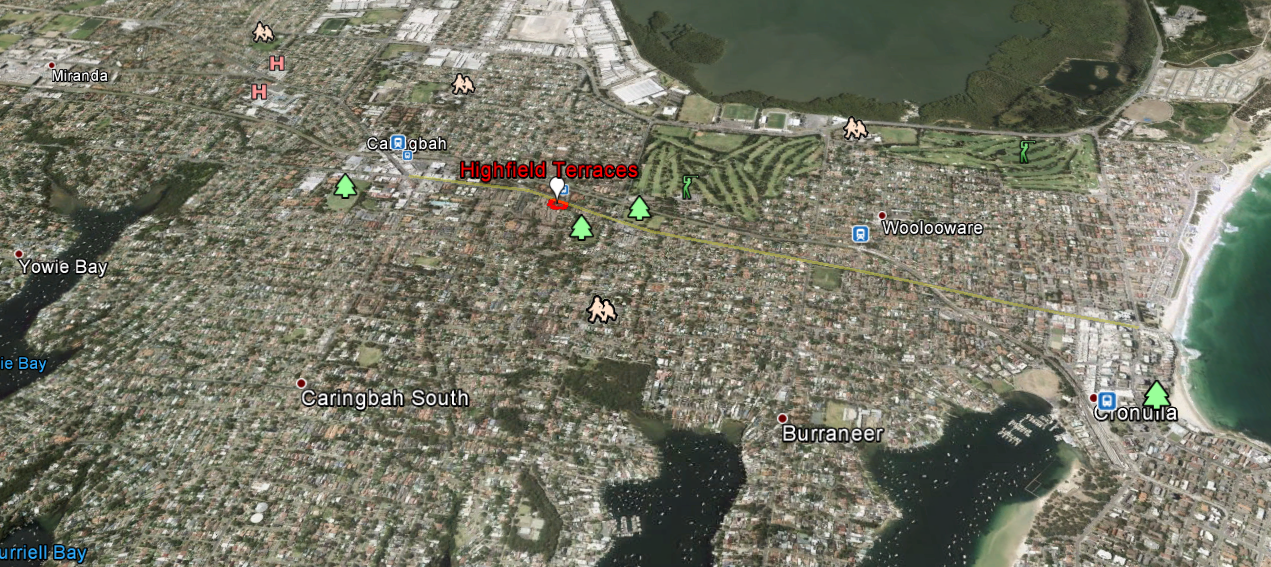 Miranda
Caringbah
Highfield Terraces
Woolooware
Yowie Bay
ie Bay
Caringbah South
Cronulla
Burraneer
urriell Bay
H
H